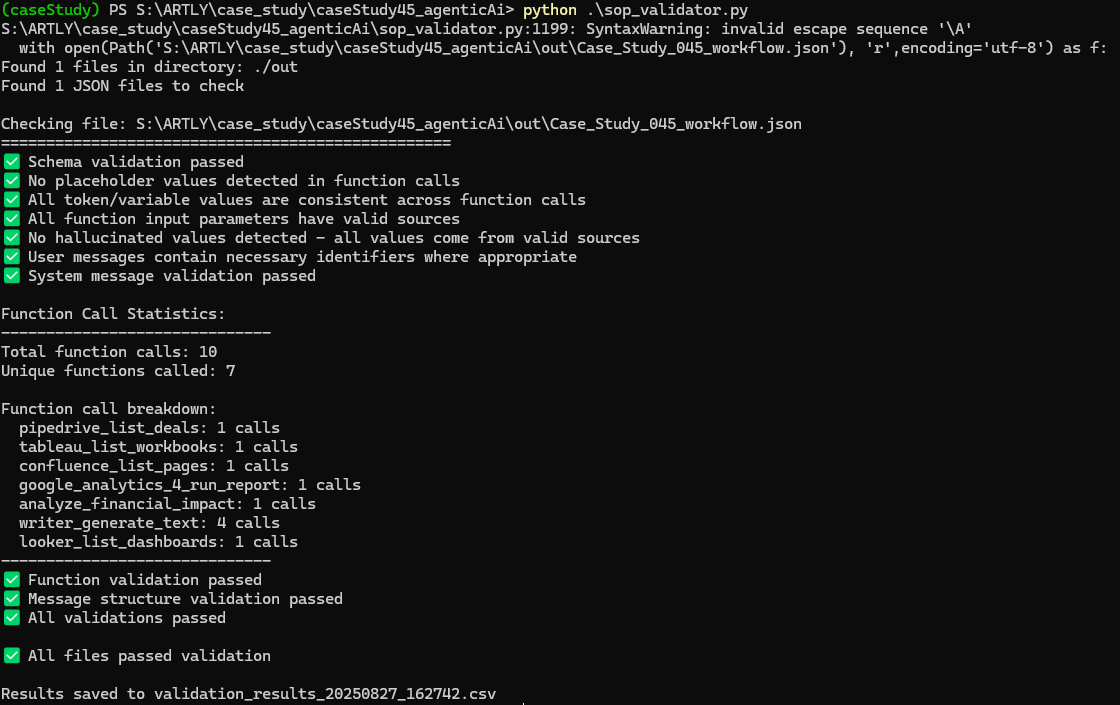 (caseStudy) PS S:\ARTLY\case_study\caseStudy45_agenticAi> python .\sop_validator.py
S:\ARTLY\case_study\caseStudy45_agenticAi\sop_validator.py:1199: SyntaxWarning: invalid escape sequence '\A'
  with open(Path('S:\ARTLY\case_study\caseStudy45_agenticAi\out\Case_Study_045_workflow.json'), 'r',encoding='utf-8') as f:
Found 1 files in directory: ./out
Found 1 JSON files to check

Checking file: S:\ARTLY\case_study\caseStudy45_agenticAi\out\Case_Study_045_workflow.json
==================================================
✅ Schema validation passed
✅ No placeholder values detected in function calls
✅ All token/variable values are consistent across function calls
✅ All function input parameters have valid sources
✅ No hallucinated values detected – all values come from valid sources
✅ User messages contain necessary identifiers where appropriate
✅ System message validation passed

Function Call Statistics:
------------------------------
Total function calls: 10
Unique functions called: 7

Function call breakdown:
  pipedrive_list_deals: 1 calls
  tableau_list_workbooks: 1 calls
  confluence_list_pages: 1 calls
  google_analytics_4_run_report: 1 calls
  analyze_financial_impact: 1 calls
  writer_generate_text: 4 calls
  looker_list_dashboards: 1 calls
------------------------------
✅ Function validation passed
✅ Message structure validation passed
✅ All validations passed

✅ All files passed validation

Results saved to validation_results_20250827_162742.csv